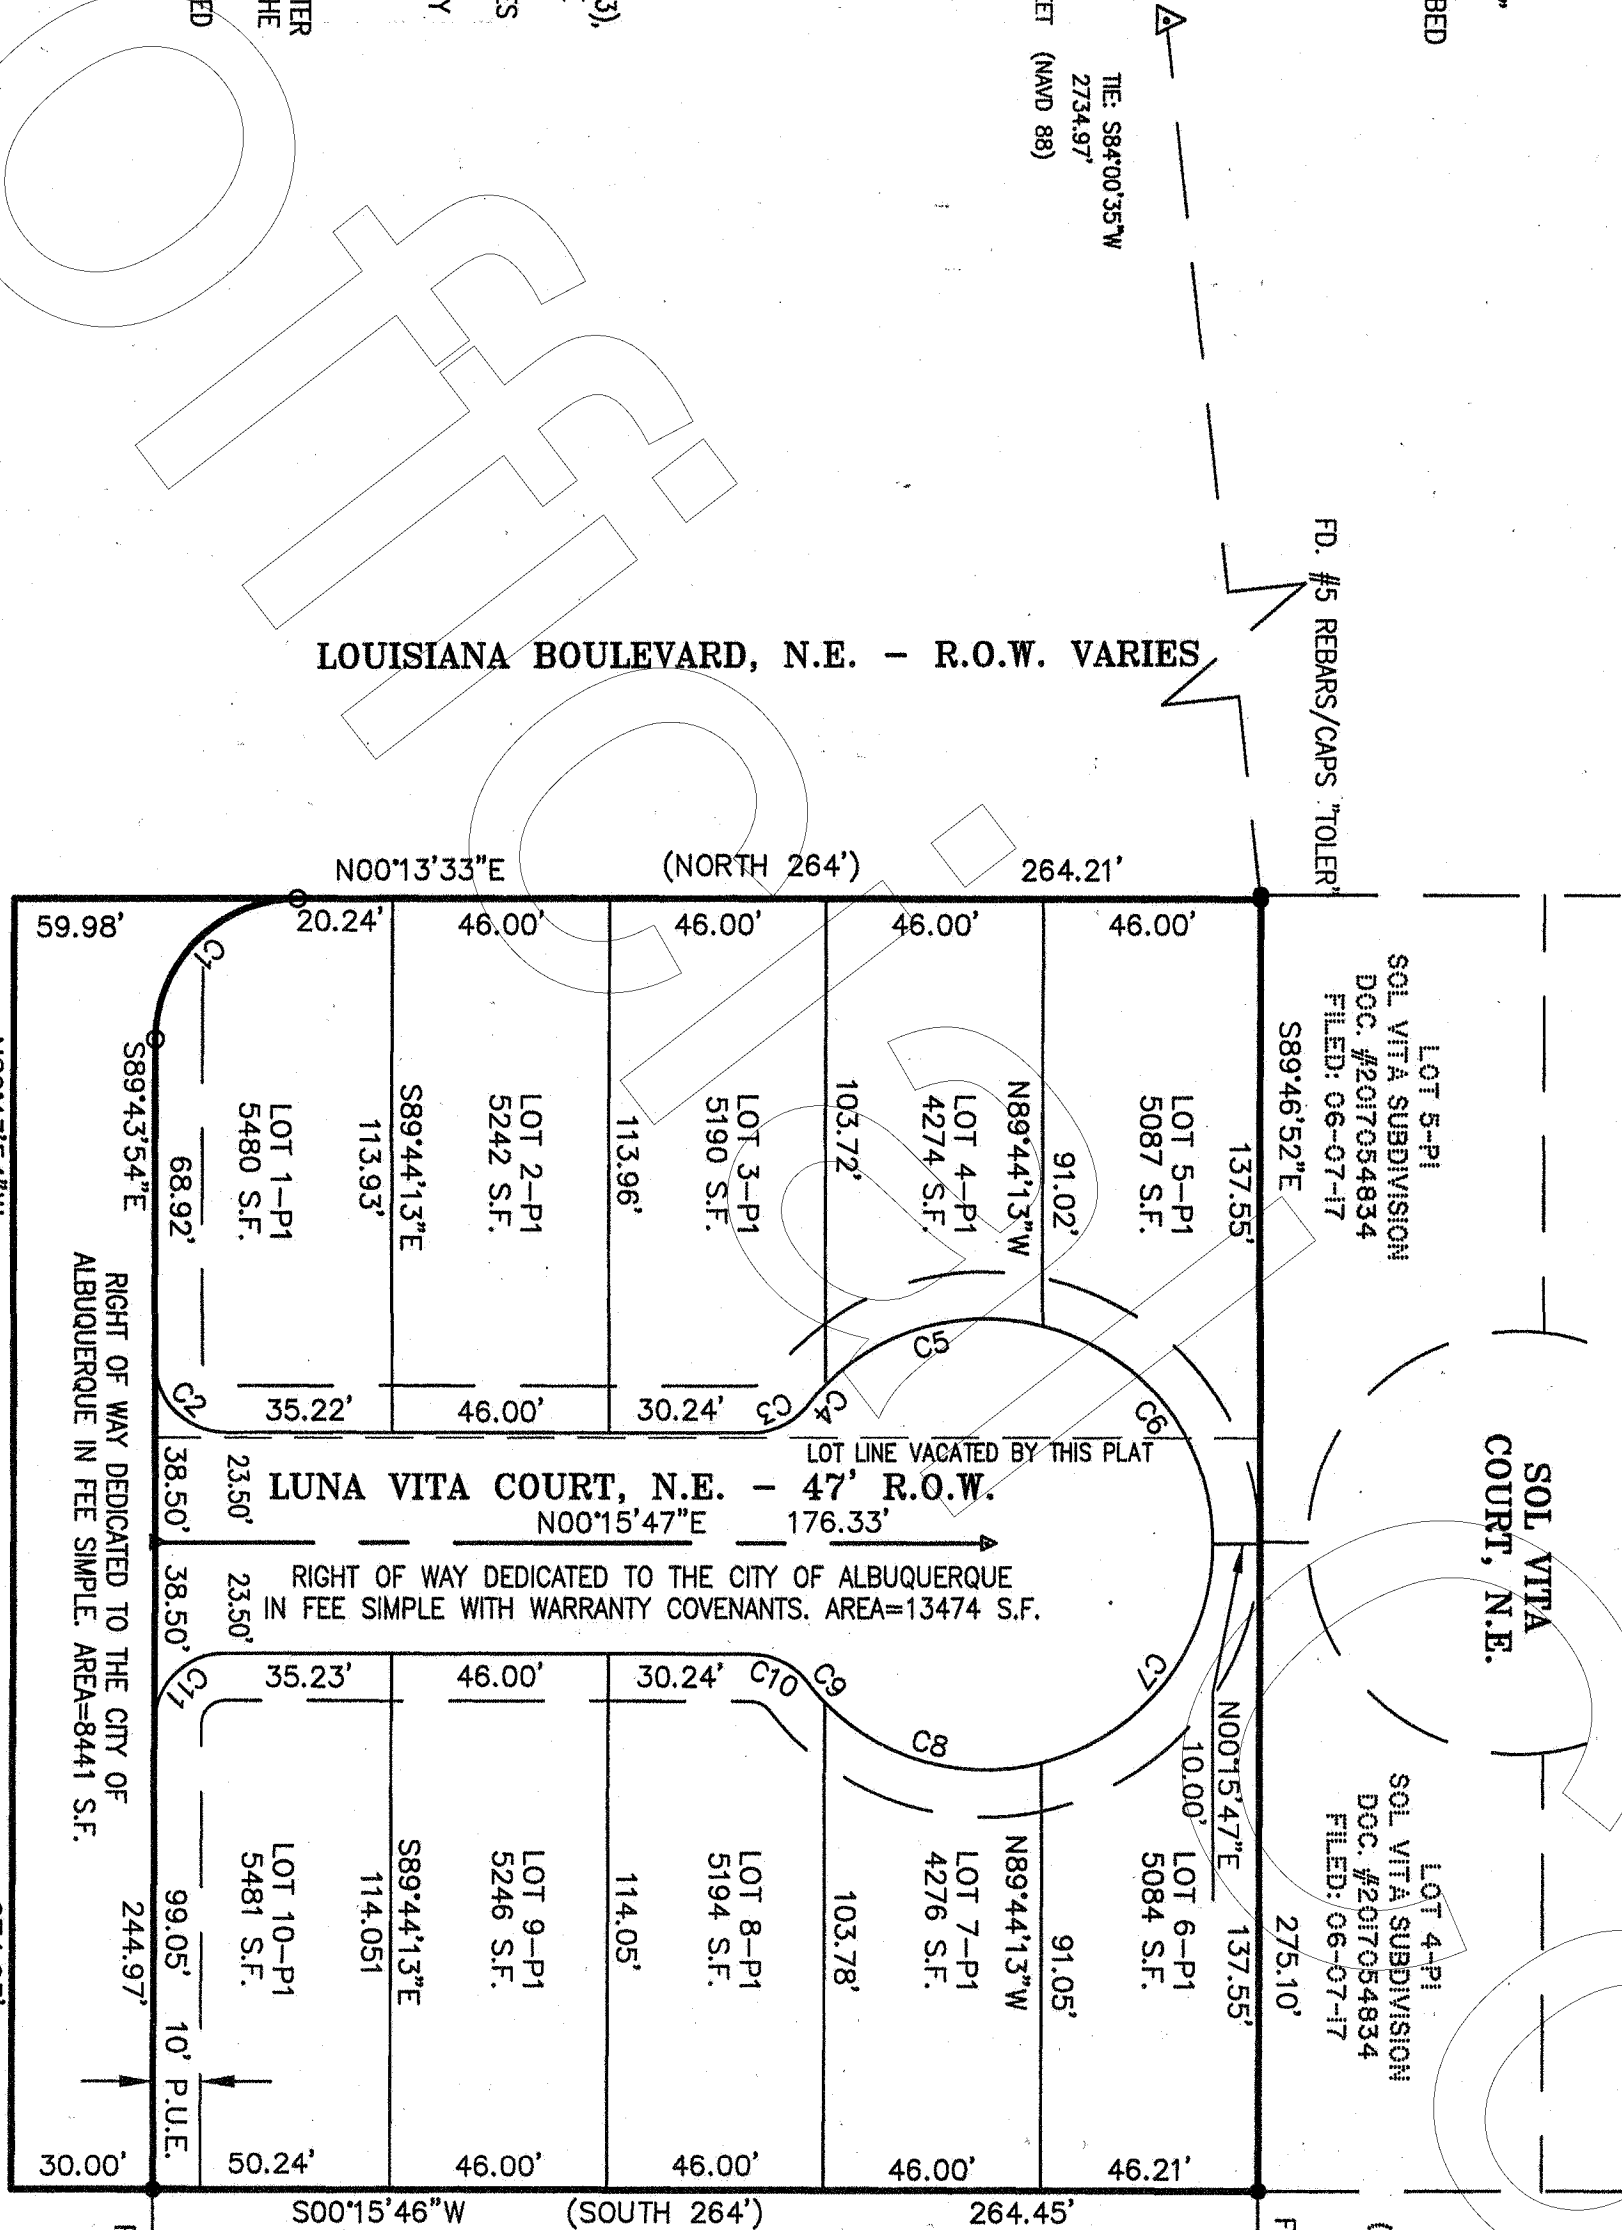 BED
TER
HE
ED
ES
Y
3),
ET (NAVD 88)
TIE: S84°00'35"W
2734.97'
FD. #5 REBARS/CAPS "TOLER"
LOUISIANA BOULEVARD, N.E. - R.O.W. VARIES
N00°13'33"E (NORTH 264') 264.21'
59.98' 20.24' 46.00' 46.00' 46.00' 46.00'
C1
LOT 5-P1
SOL VITA SUBDIVISION
DOC. #2017054834
FILED: 06-07-17
S89°46'52"E
137.55'
LOT 5-P1
5087 S.F.
91.02'
N89°44'13"W
LOT 4-P1
4274 S.F.
103.72'
LOT 3-P1
5190 S.F.
113.96'
LOT 2-P1
5242 S.F.
S89°44'13"E
113.93'
LOT 1-P1
5480 S.F.
68.92'
S89°43'54"E
RIGHT OF WAY DEDICATED TO THE CITY OF
ALBUQUERQUE IN FEE SIMPLE. AREA=8441 S.F.
C2 35.22' 46.00' 30.24' C3 C4 C5 C6
LOT LINE VACATED BY THIS PLAT
38.50' 23.50'
LUNA VITA COURT, N.E. - 47' R.O.W.
N00°15'47"E 176.33'
RIGHT OF WAY DEDICATED TO THE CITY OF ALBUQUERQUE
IN FEE SIMPLE WITH WARRANTY COVENANTS. AREA=13474 S.F.
38.50' 23.50'
SOL VITA
COURT, N.E.
C11 35.23' 46.00' 30.24' C10 C9 C8 C7
N00°15'47"E
10.00'
LOT 4-P1
SOL VITA SUBDIVISION
DOC. #2017054834
FILED: 06-07-17
275.10'
137.55'
LOT 6-P1
5084 S.F.
91.05'
N89°44'13"W
LOT 7-P1
4276 S.F.
103.78'
LOT 8-P1
5194 S.F.
114.05'
LOT 9-P1
5246 S.F.
S89°44'13"E
114.051
LOT 10-P1
5481 S.F.
99.05' 10' P.U.E.
244.97'
30.00' 50.24' 46.00' 46.00' 46.00' 46.21'
S00°15'46"W (SOUTH 264') 264.45'